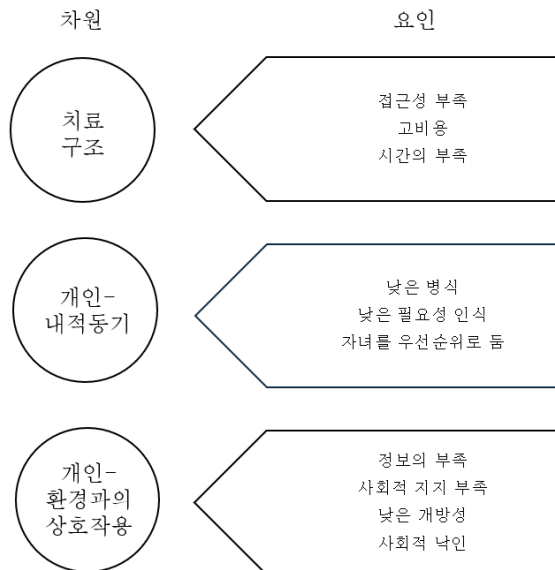 차원
요인
치료
구조
접근성 부족
고비용
시간의 부족
개인-
내적동기
낮은 병식
낮은 필요성 인식
자녀를 우선순위로 둠
개인-
환경과의
상호작용
정보의 부족
사회적 지지 부족
낮은 개방성
사회적 낙인